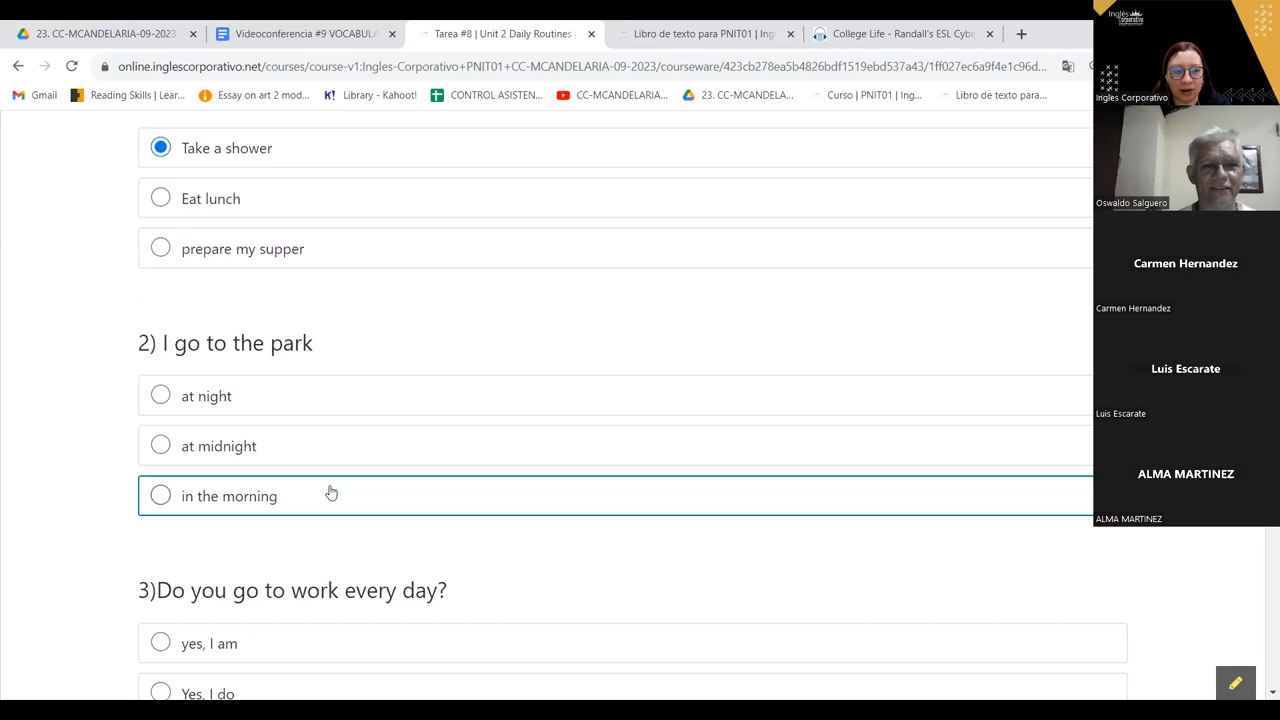 23. CC-MCANDELARIA-09-2023
Videoconferencia #9 VOCABULA
Tarea #8 | Unit 2 Daily Routines
Libro de texto para PNIT01 | Ing
College Life - Randall's ESL Cybe
online.inglescorporativo.net/courses/course-v1:Ingles-Corporativo+PNIT01+CC-MCANDELARIA-09-2023/courseware/423c0278ea5b4826bdf1519ebd537a43/1ff027ec6a9f4e1c96d...
Gmail
Reading Skills | Lear...
Essay on art 2 mod...
Library - Kar
CONTROL ASISTEN...
CC-MCANDELARIA
23. CC-MCANDELA...
Curso | PNIT01 | Ing...
Libro de texto para...
Take a shower
Eat lunch
prepare my supper
2) I go to the park
at night
at midnight
in the morning
3)Do you go to work every day?
yes, I am
Yes, I do
Inglés
Corporativo
Ingles Corporativo
Oswaldo Salguero
Carmen Hernandez
Carmen Hernandez
Luis Escarate
Luis Escarate
ALMA MARTINEZ
ALMA MARTINEZ